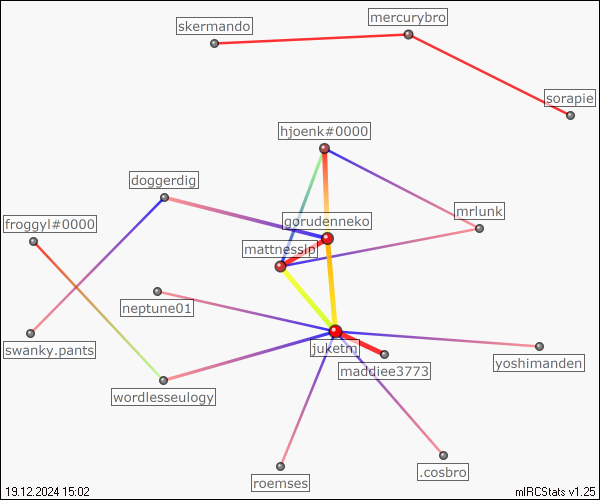 mercurybro
skermando
sorapie
hjoenk#0000
doggerdig
mrlunk
gorudenneko
froggyl#0000
mattnesslp
neptune01
juketm
swanky.pants
yoshimanden
maddiee3773
wordlesseulogy
.cosbro
roemses
19.12.2024 15:02
mIRCStats v1.25